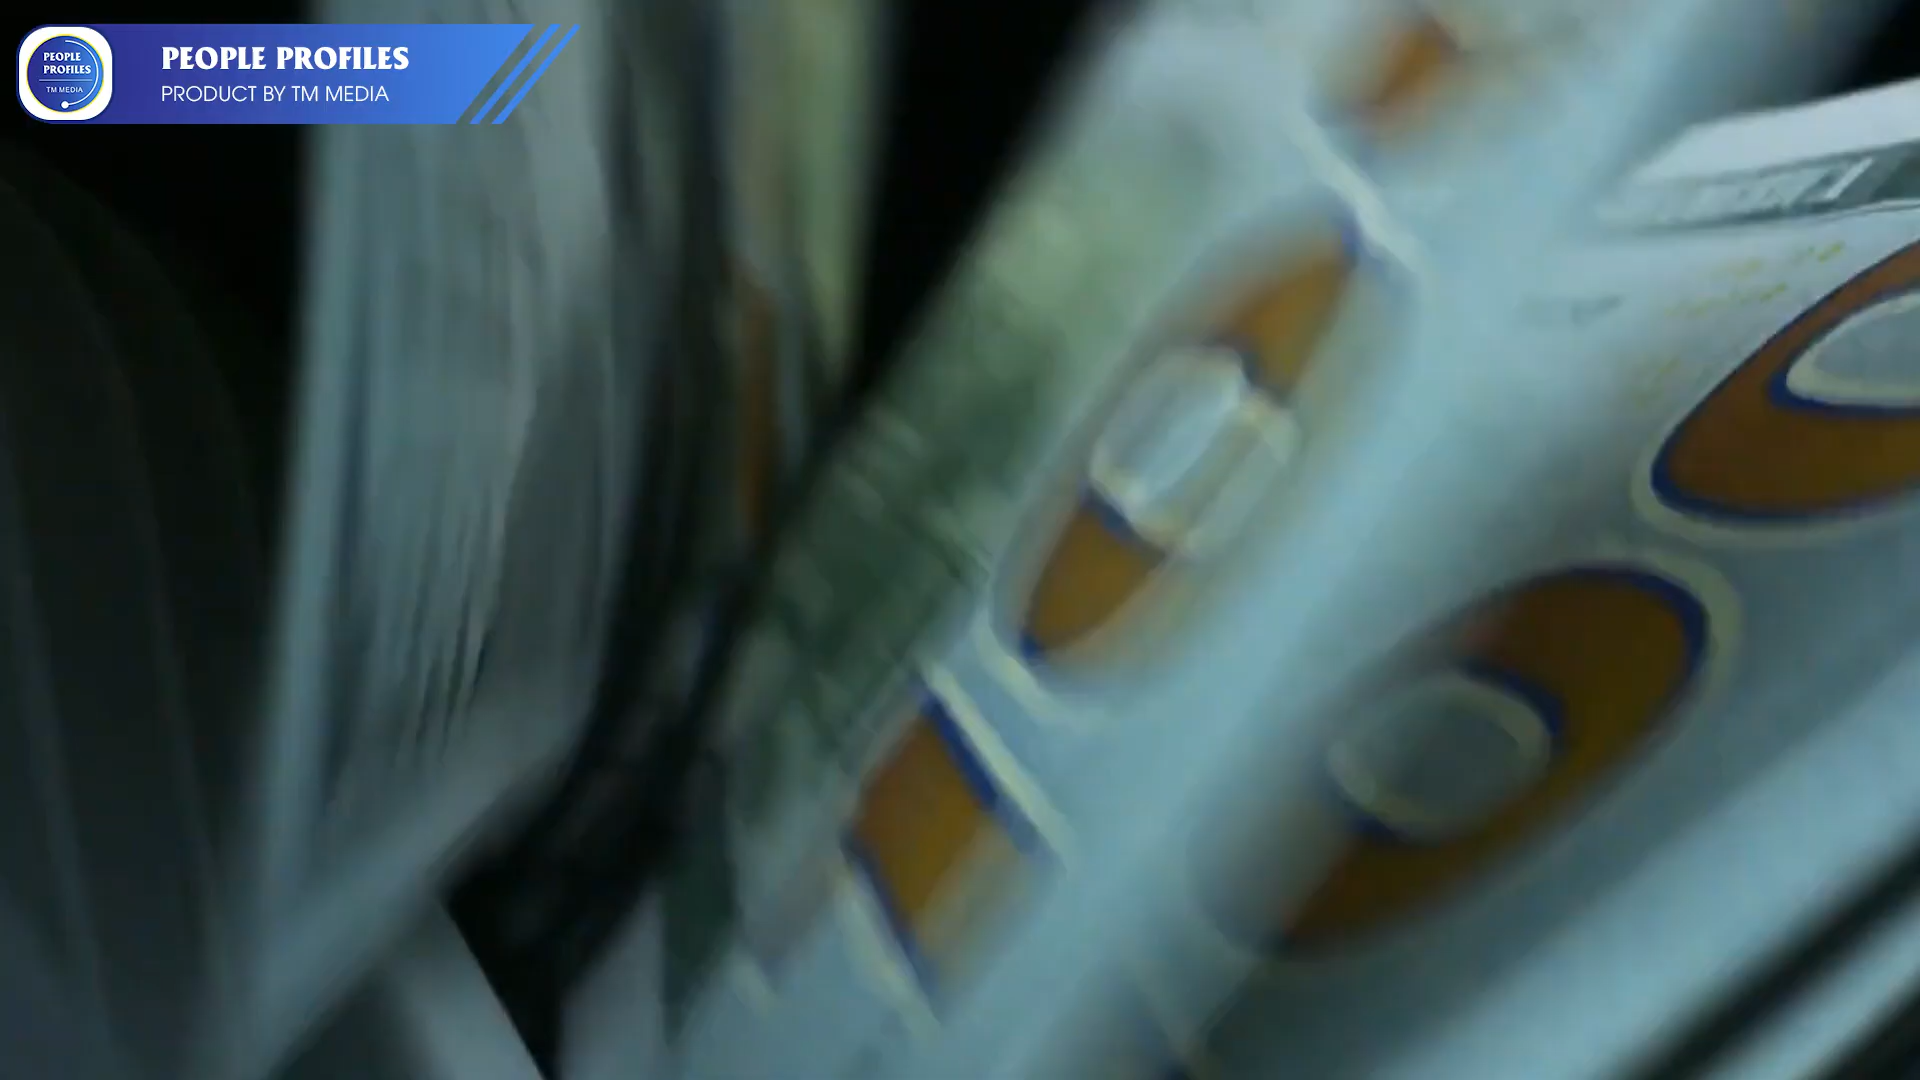 PEOPLE PROFILES
PRODUCT BY TM MEDIA
PEOPLE
PROFILES
TM MEDIA